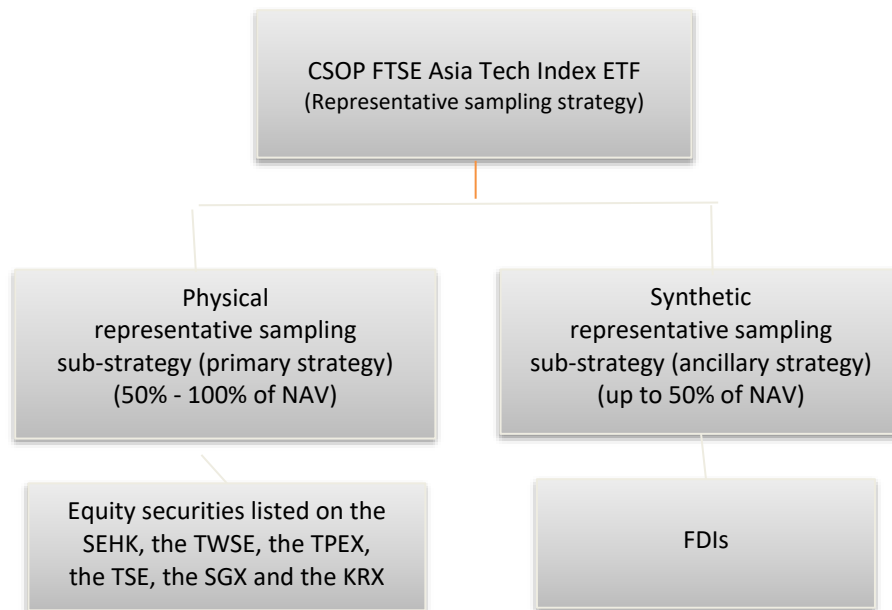 CSOP FTSE Asia Tech Index ETF
(Representative sampling strategy)
Physical
representative sampling
sub-strategy (primary strategy)
(50% - 100% of NAV)
Synthetic
representative sampling
sub-strategy (ancillary strategy)
(up to 50% of NAV)
Equity securities listed on the
SEHK, the TWSE, the TPEX,
the TSE, the SGX and the KRX
FDIs